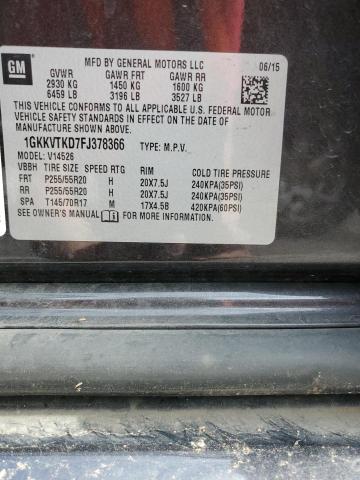 GM
MFD BY GENERAL MOTORS LLC 06/15
GVWR GAWR FRT GAWR RR
2930 KG 1450 KG 1600 KG
6459 LB 3196 LB 3527 LB
THIS VEHICLE CONFORMS TO ALL APPLICABLE U.S. FEDERAL MOTOR
VEHICLE SAFETY, BUMPER, AND THEFT PREVENTION STANDARDS
IN EFFECT ON THE DATE OF
MANUFACTURE SHOWN ABOVE.
1GKKVTKD7FJ378366 TYPE: M.P.V.
MODEL: V14526
VBBH TIRE SIZE SPEED RTG RIM COLD TIRE PRESSURE
FRT P255/55R20 H 20X7.5J 240KPA(35PSI)
RR P255/55R20 H 20X7.5J 240KPA(35PSI)
SPA T145/70R17 M 17X4.5B 420KPA(60PSI)
SEE OWNER'S MANUAL FOR MORE INFORMATION.